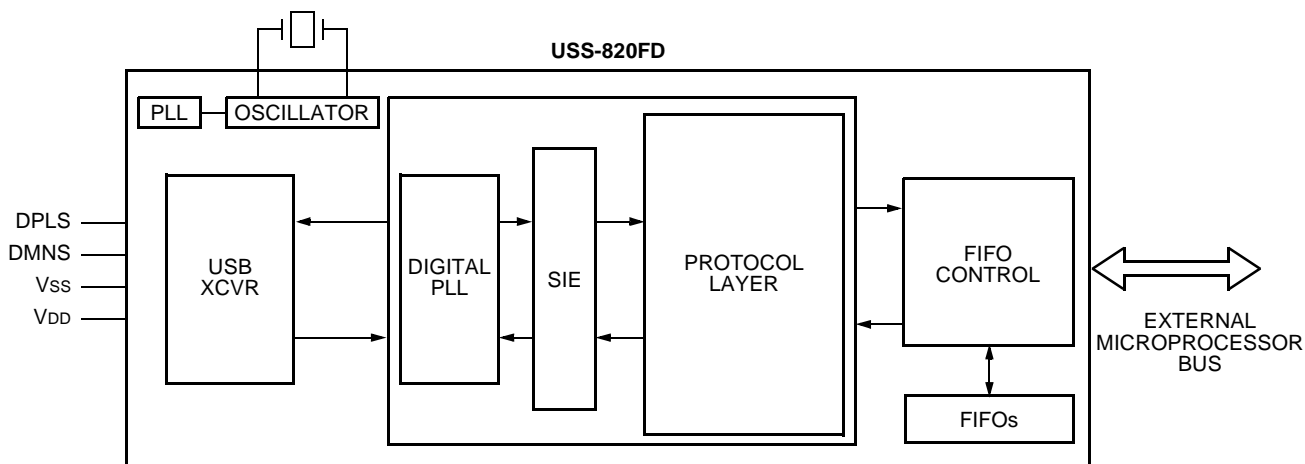 USS-820FD
PLL
OSCILLATOR
DPLS
DMNS
VSS
VDD
USB
XCVR
DIGITAL
PLL
SIE
PROTOCOL
LAYER
FIFO
CONTROL
FIFOs
EXTERNAL
MICROPROCESSOR
BUS